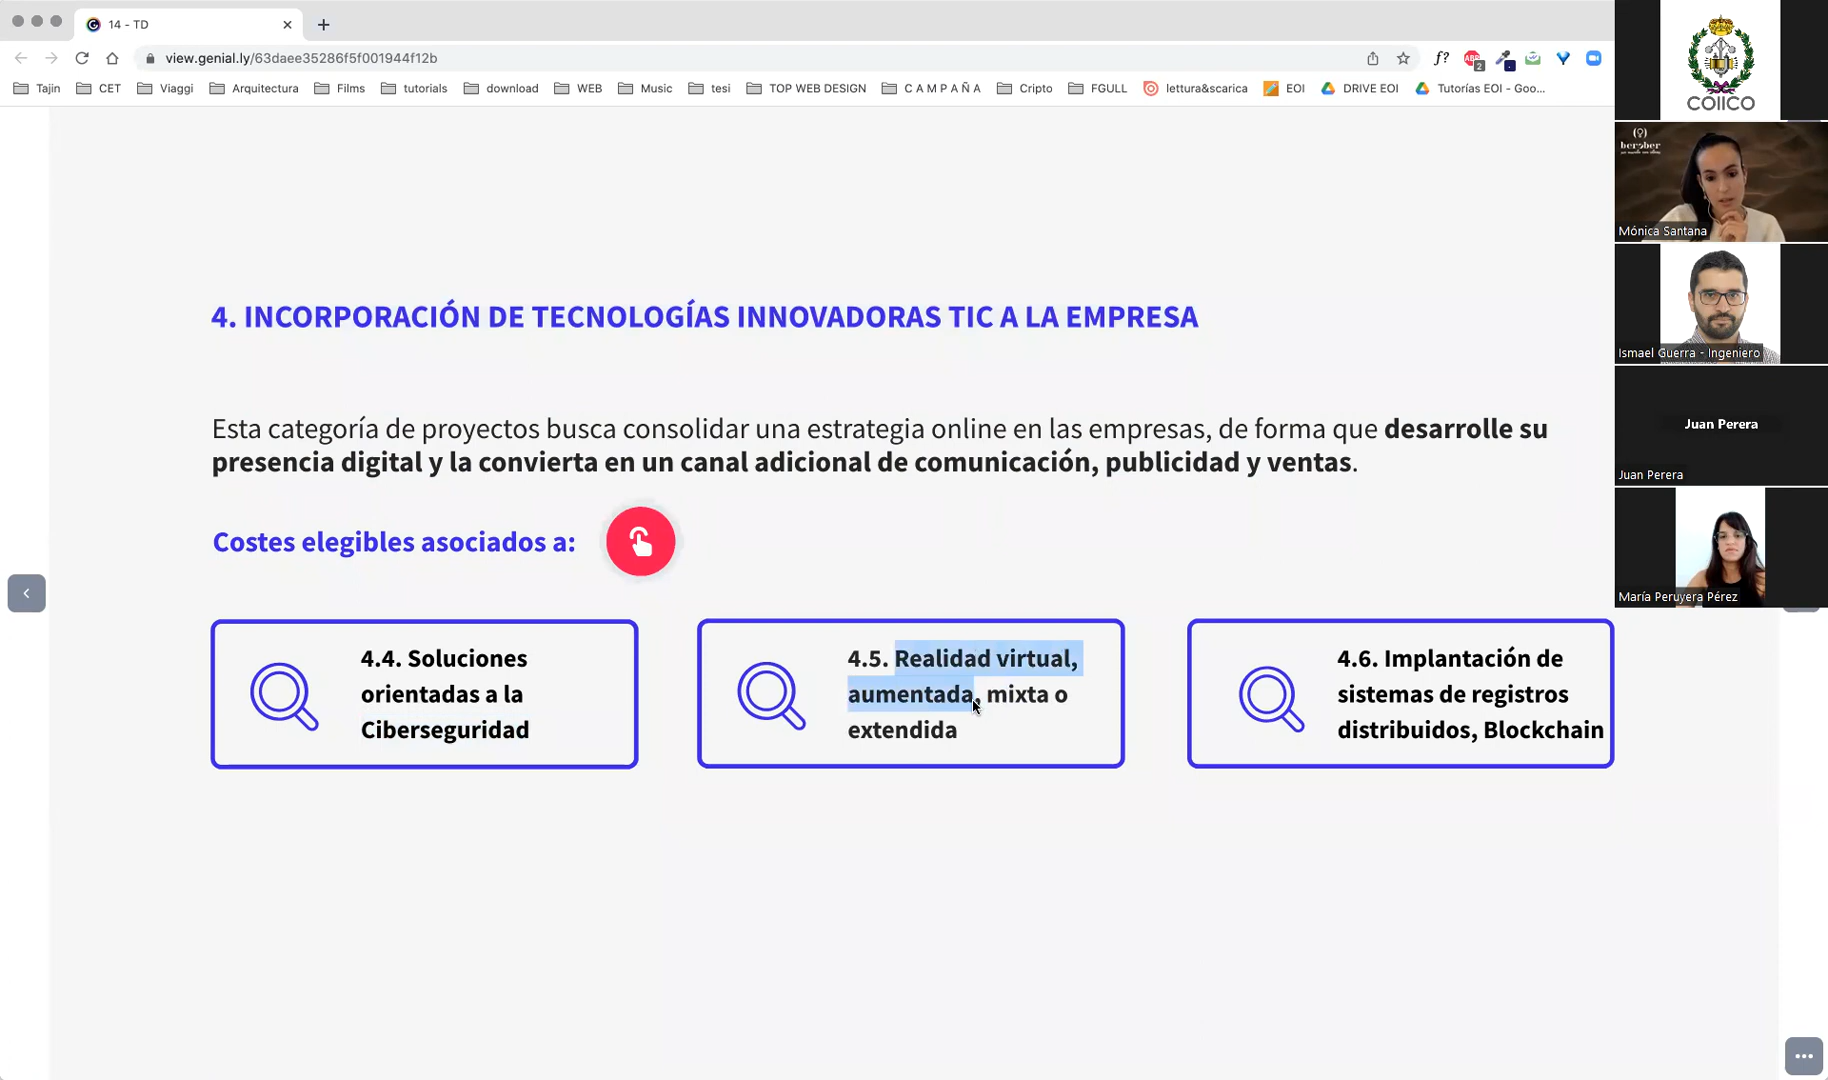 14 - TD
view.genial.ly/63daee35286f5f001944f12b
f?
2
Tajin
CET
Viaggi
Arquitectura
Films
tutorials
download
WEB
Music
tesi
TOP WEB DESIGN
C A M P A Ñ A
Cripto
FGULL
lettura&scarica
EOI
DRIVE EOI
Tutorías EOI - Goo...
4. INCORPORACIÓN DE TECNOLOGÍAS INNOVADORAS TIC A LA EMPRESA
Esta categoría de proyectos busca consolidar una estrategia online en las empresas, de forma que desarrolle su
presencia digital y la convierta en un canal adicional de comunicación, publicidad y ventas.
Costes elegibles asociados a:
4.4. Soluciones
orientadas a la
Ciberseguridad
4.5. Realidad virtual,
aumentada, mixta o
extendida
4.6. Implantación de
sistemas de registros
distribuidos, Blockchain
COIICO
Mónica Santana
Ismael Guerra - Ingeniero
Juan Perera
Juan Perera
María Peruyera Pérez